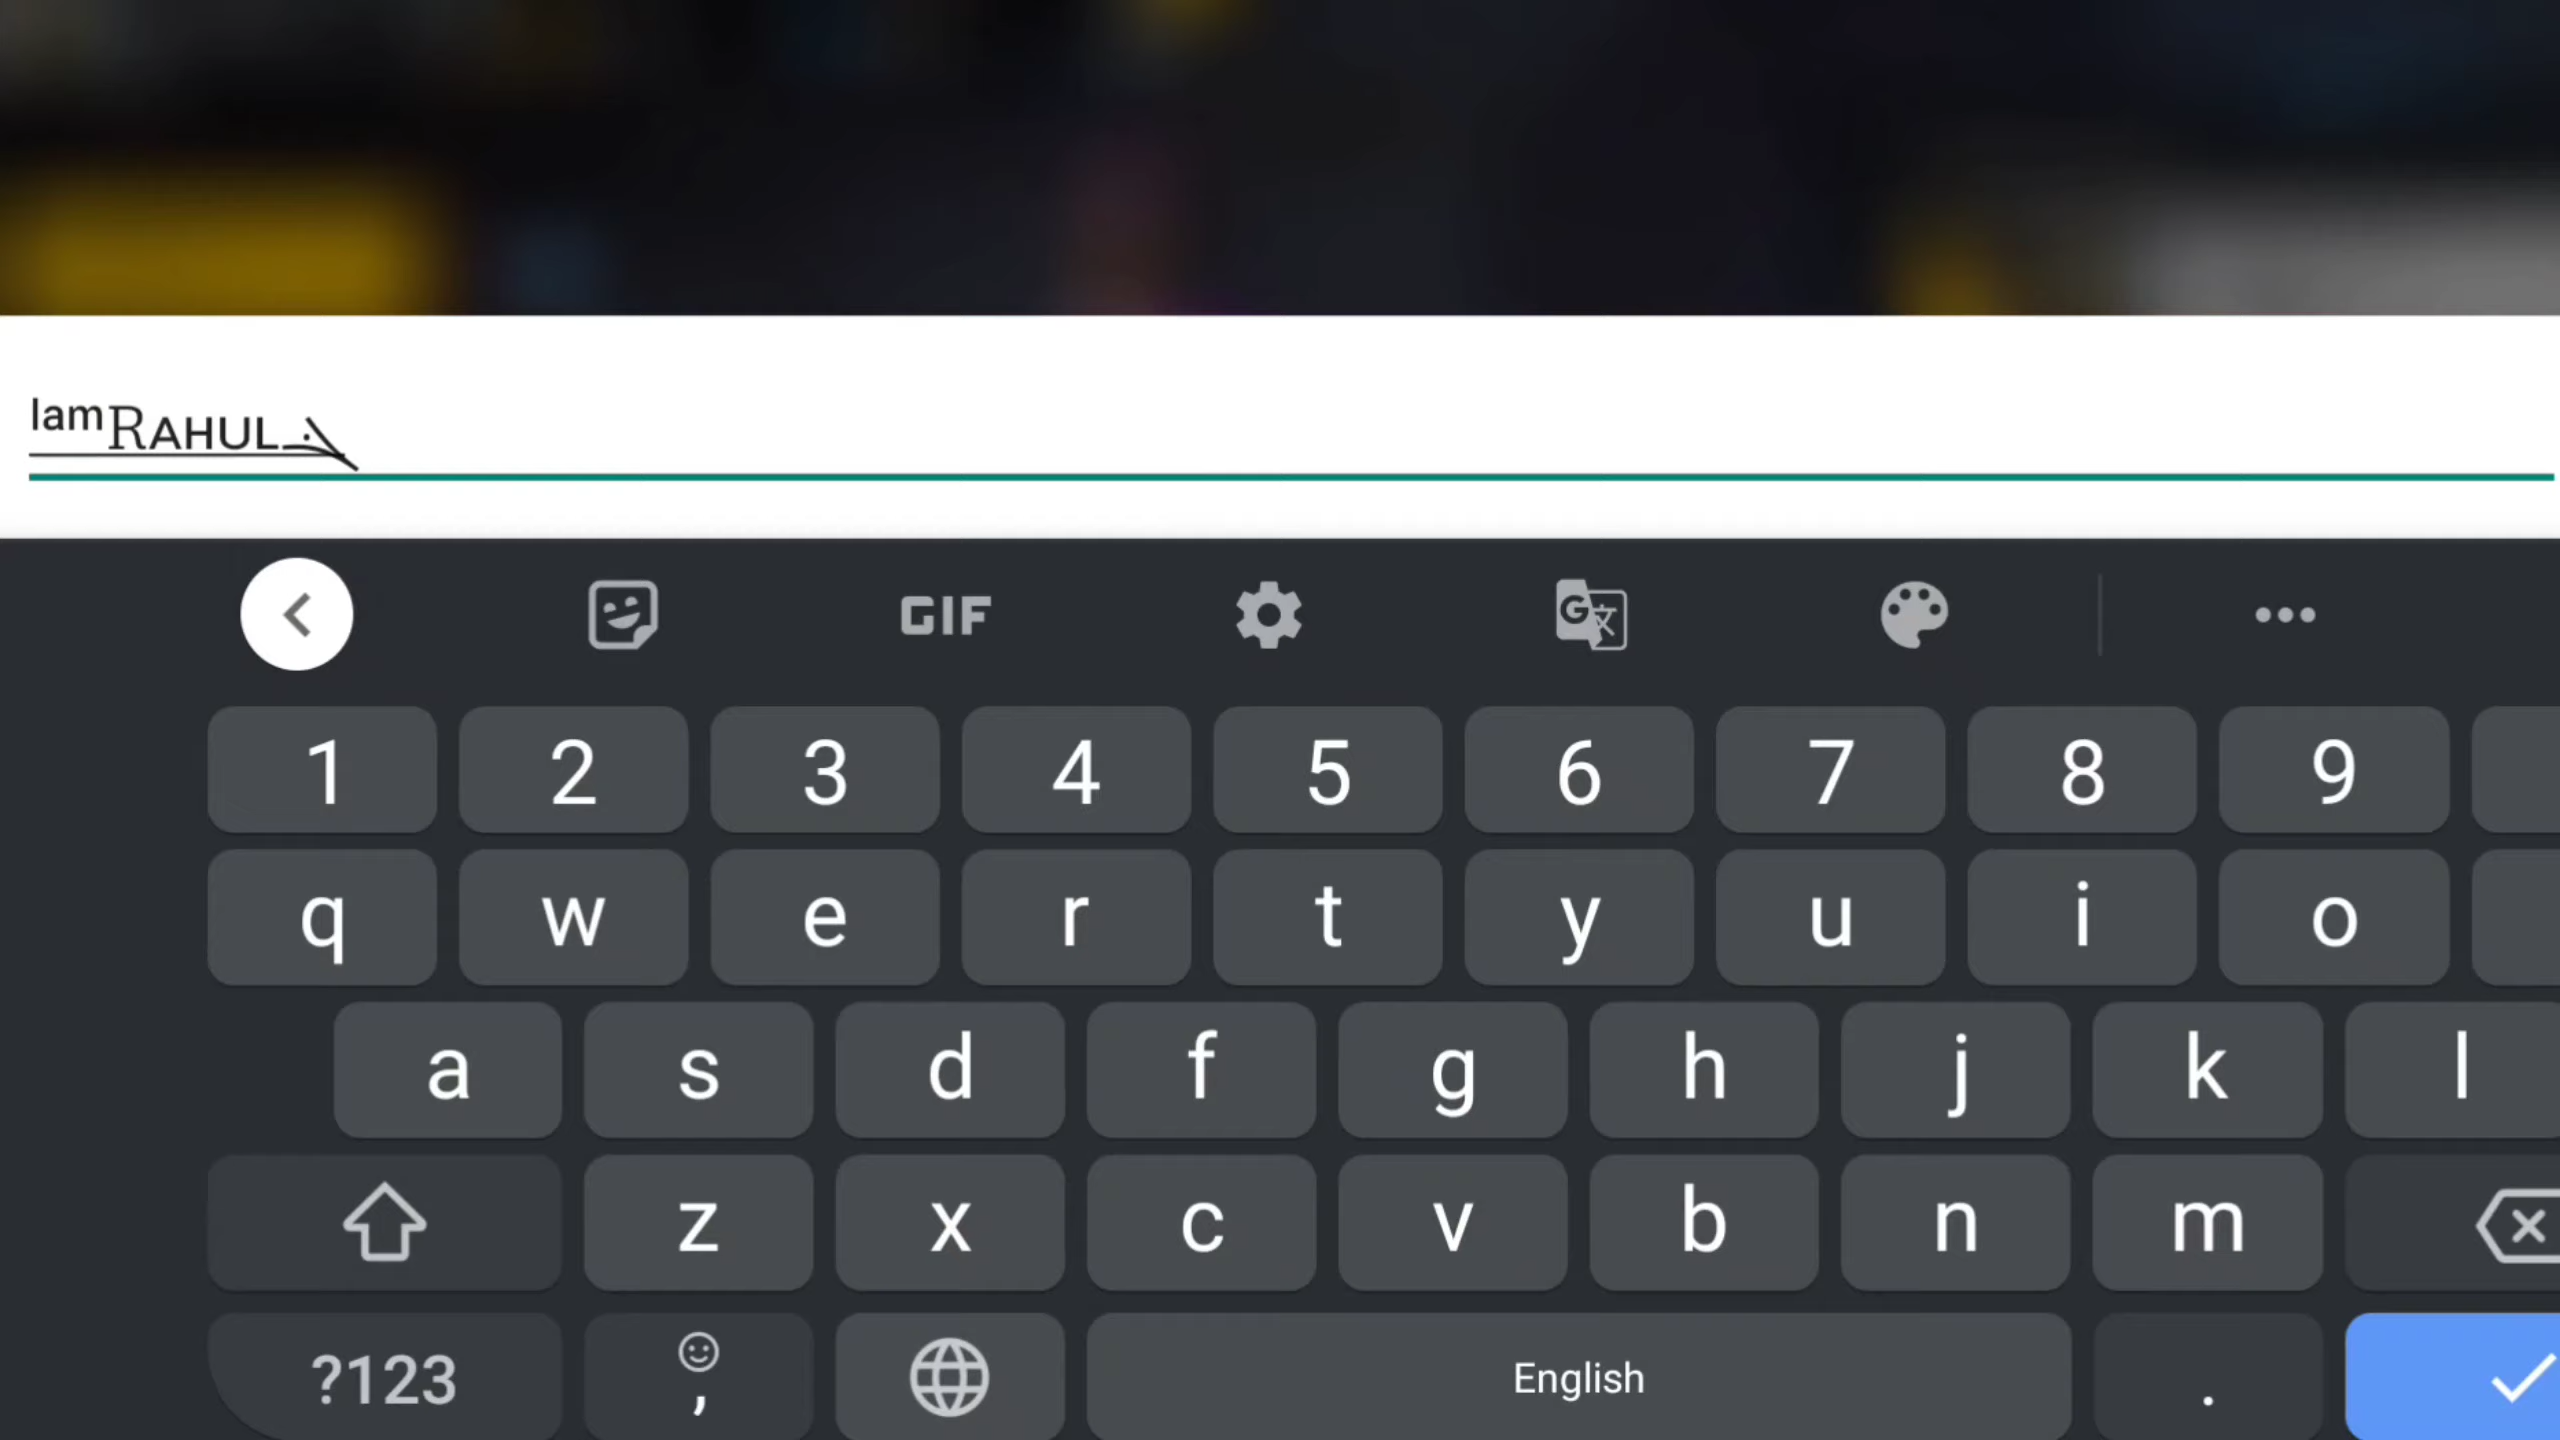 IamRAHUL
GIF
1 2 3 4 5 6 7 8 9
q w e r t y u i o
a s d f g h j k l
z x c v b n m
?123 , English .